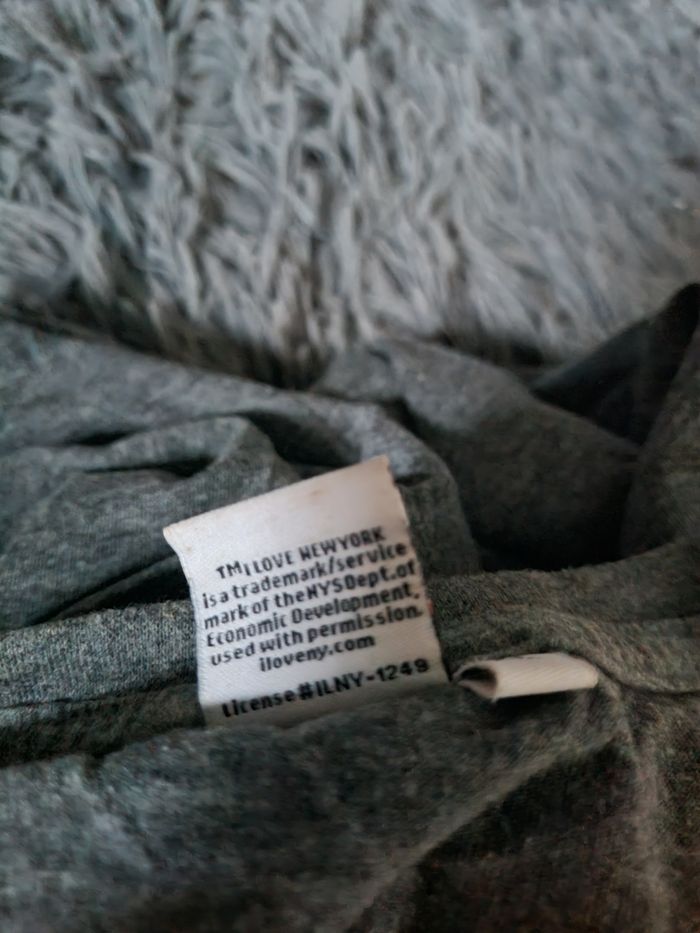 TM I LOVE NEW YORK
is a trademark/service
mark of the NYS Dept. of
Economic Development,
used with permission.
iloveny.com
License#ILNY-1249